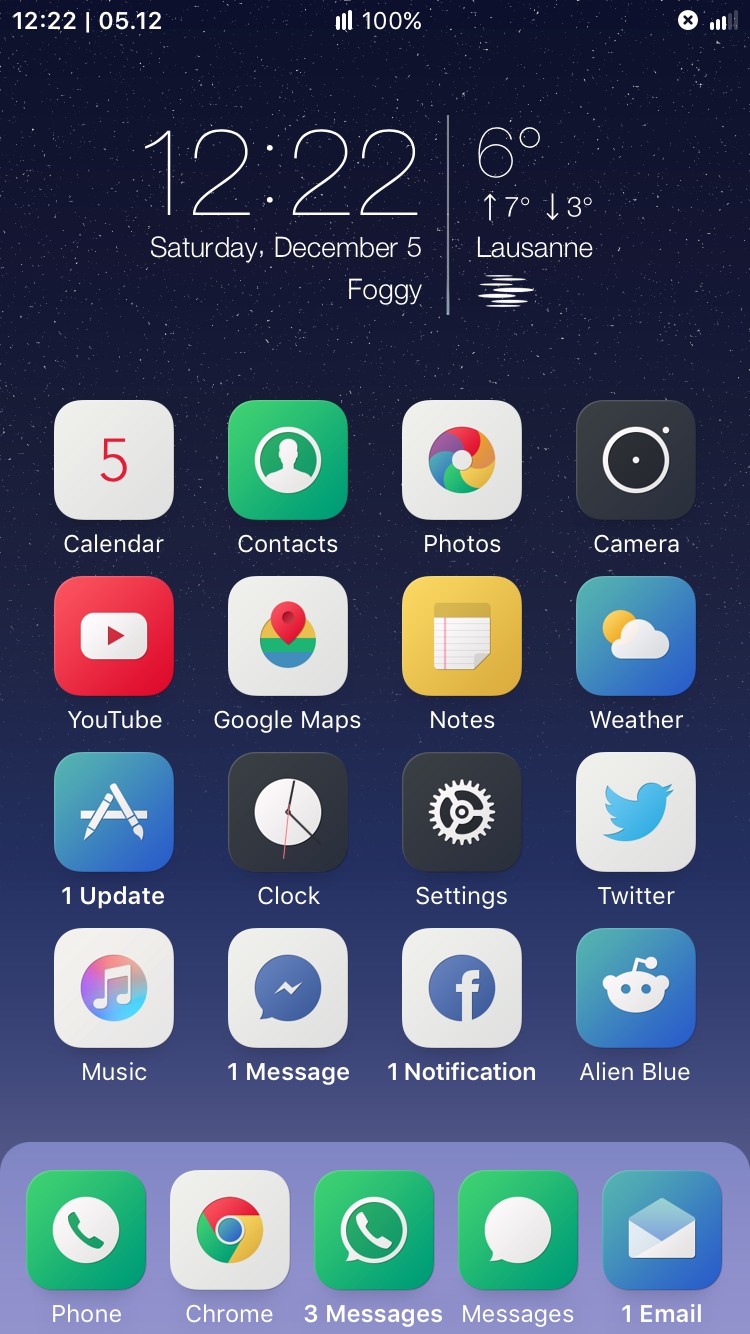 12:22 | 05.12 100%
12:22 6°
↑7° ↓3°
Saturday, December 5 Lausanne
Foggy
5
Calendar Contacts Photos Camera
YouTube Google Maps Notes Weather
1 Update Clock Settings Twitter
Music 1 Message 1 Notification Alien Blue
Phone Chrome 3 Messages Messages 1 Email